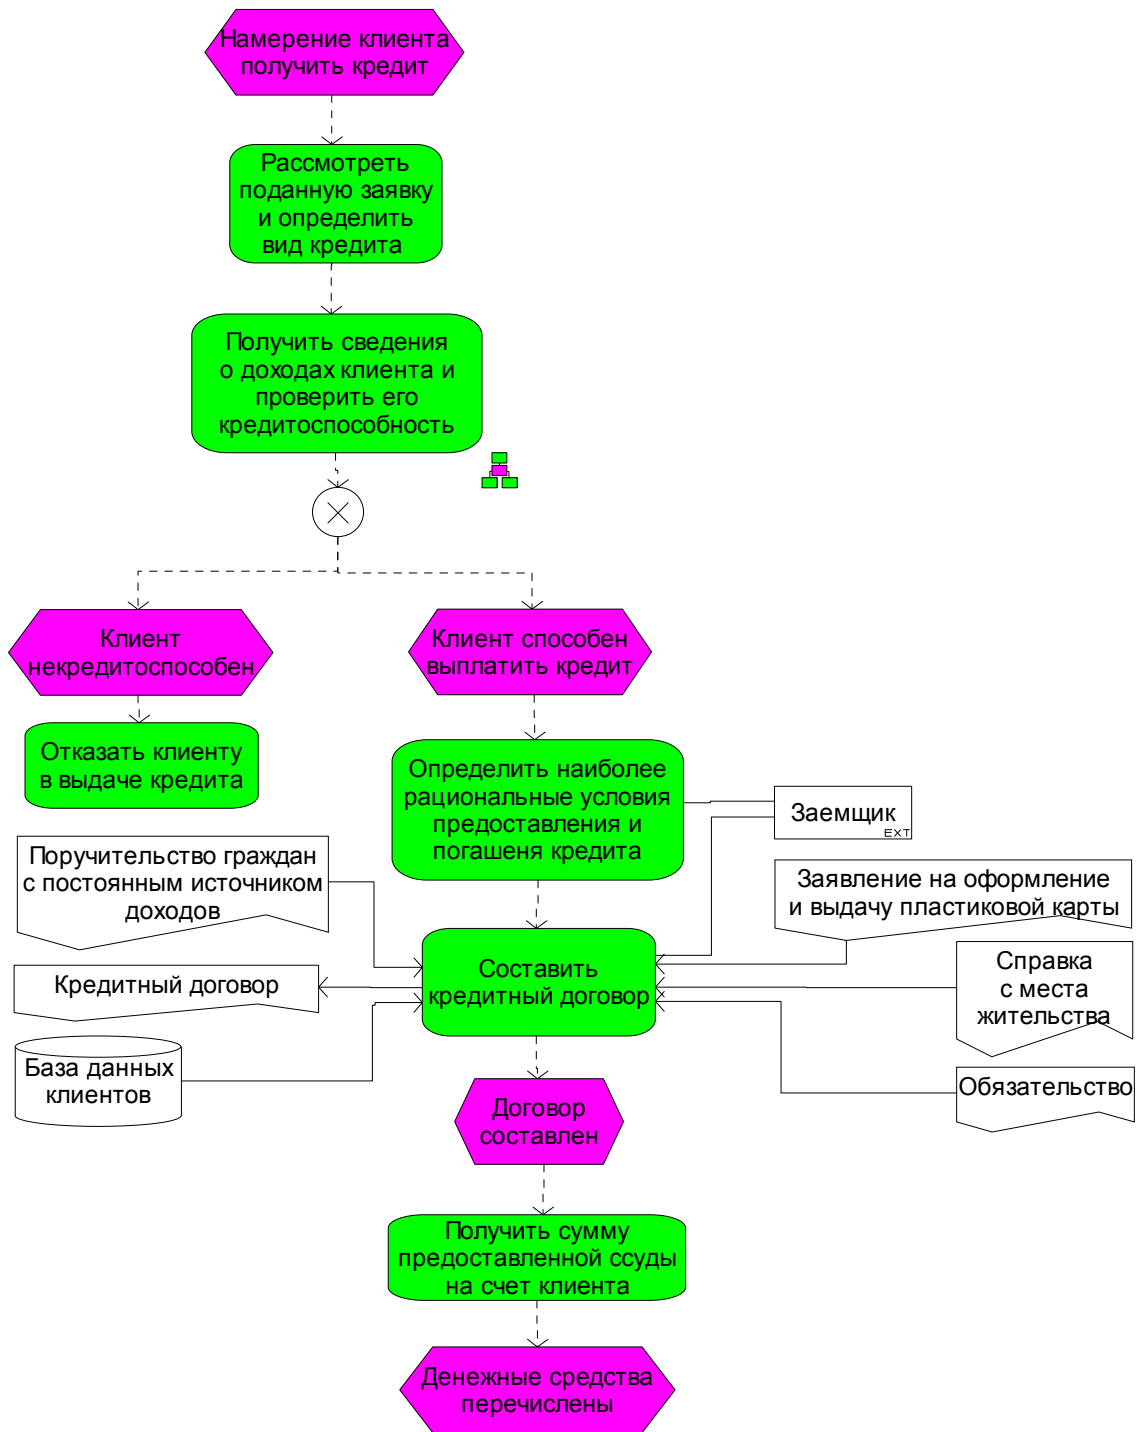 Намерение клиента
получить кредит
Рассмотреть
поданную заявку
и определить
вид кредита
Получить сведения
о доходах клиента и
проверить его
кредитоспособность
Клиент
некредитоспособен
Клиент способен
выплатить кредит
Отказать клиенту
в выдаче кредита
Определить наиболее
рациональные условия
предоставления и
погашеня кредита
Заемщик
EXT
Поручительство граждан
с постоянным источником
доходов
Заявление на оформление
и выдачу пластиковой карты
Кредитный договор
Составить
кредитный договор
Справка
с места
жительства
База данных
клиентов
Обязательство
Договор
составлен
Получить сумму
предоставленной ссуды
на счет клиента
Денежные средства
перечислены